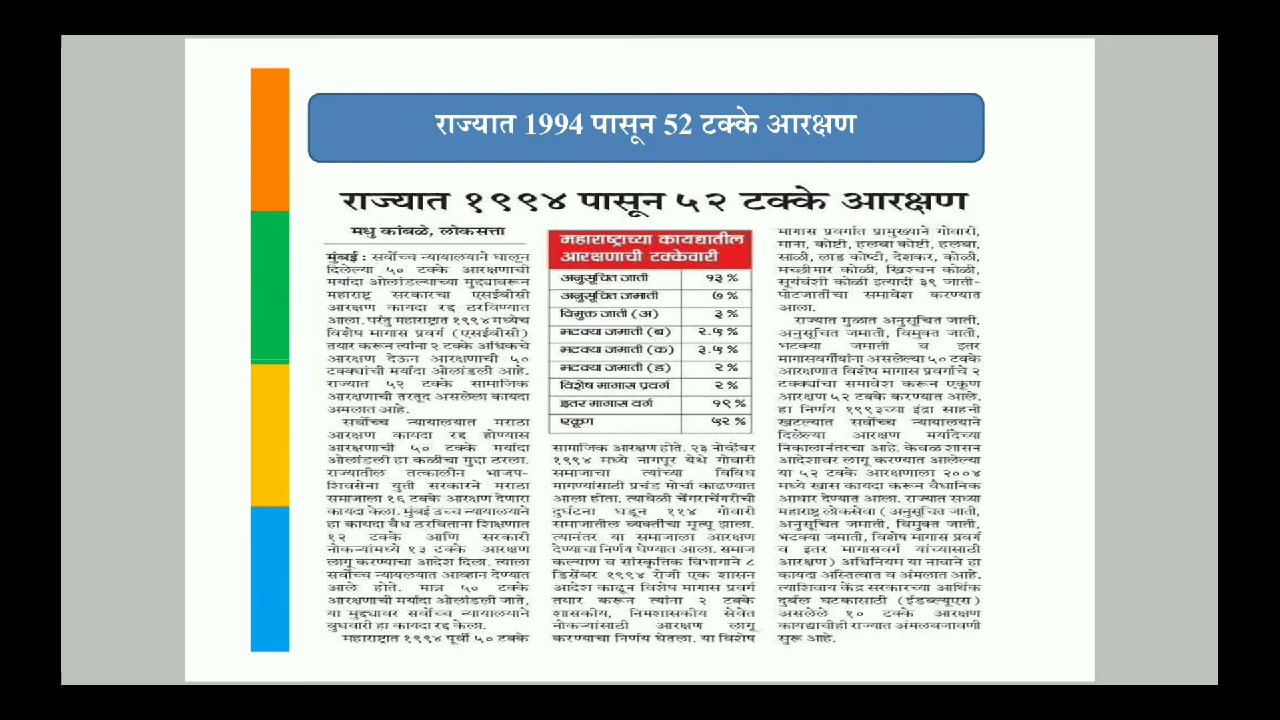 राज्यात 1994 पासून 52 टक्के आरक्षण
राज्यात १९९४ पासून ५२ टक्के आरक्षण
मधु कांबळे, लोकसत्ता
मुंबई : सर्वोच्च न्यायालयाने घालून
दिलेल्या ५० टक्के आरक्षणाची
मर्यादा ओलांडल्याच्या मुद्द्यावरून
महाराष्ट्र सरकारचा एसईबीसी
आरक्षण कायदा रद्द ठरविण्यात
आला. परंतु महाराष्ट्रात १९९४मध्येच
विशेष मागास प्रवर्ग (एसईबीसी)
तयार करून त्यांना २ टक्के अधिकचे
आरक्षण देऊन आरक्षणाची ५०
टक्क्यांची मर्यादा ओलांडली आहे.
राज्यात ५२ टक्के सामाजिक
आरक्षणाची तरतूद असलेला कायदा
अमलात आहे.
सर्वोच्च न्यायालयात मराठा
आरक्षण कायदा रद्द होण्यास
आरक्षणाची ५० टक्के मर्यादा
ओलांडली हा कळीचा मुद्दा ठरला.
राज्यातील तत्कालीन भाजप-
शिवसेना युती सरकारने मराठा
समाजाला १६ टक्के आरक्षण देणारा
कायदा केला. मुंबई उच्च न्यायालयाने
हा कायदा वैध ठरविताना शिक्षणात
१२ टक्के आणि सरकारी
नोकऱ्यांमध्ये १३ टक्के आरक्षण
लागू करण्याचा आदेश दिला. त्याला
सर्वोच्च न्यायलयात आव्हान देण्यात
आले होते. मात्र ५० टक्के
आरक्षणाची मर्यादा ओलांडली जाते,
या मुद्द्यावर सर्वोच्च न्यायालयाने
बुधवारी हा कायदा रद्द केला.
महाराष्ट्रात १९९४ पूर्वी ५० टक्के
महाराष्ट्राच्या कायद्यातील
आरक्षणाची टक्केवारी
अनुसूचित जाती १३ %
अनुसूचित जमाती ७ %
विमुक्त जाती (अ) ३ %
भटक्या जमाती (ब) २.५ %
भटक्या जमाती (क) ३.५ %
भटक्या जमाती (ड) २ %
विशेष मागास प्रवर्ग २ %
इतर मागास वर्ग १९ %
एकूण ५२ %
सामाजिक आरक्षण होते. २३ नोव्हेंबर
१९९४ मध्ये नागपूर येथे गोवारी
समाजाचा त्यांच्या विविध
मागण्यांसाठी प्रचंड मोर्चा काढण्यात
आला होता. त्यावेळी चेंगराचेंगरीची
दुर्घटना घडून ११४ गोवारी
समाजातील व्यक्तींचा मृत्यू झाला.
त्यानंतर या समाजाला आरक्षण
देण्याचा निर्णय घेण्यात आला. समाज
कल्याण व सांस्कृतिक विभागाने ८
डिसेंबर १९९४ रोजी एक शासन
आदेश काढून विशेष मागास प्रवर्ग
तयार करून त्यांना २ टक्के
शासकीय, निमशासकीय सेवेत
नोकऱ्यांसाठी आरक्षण लागू
करण्याचा निर्णय घेतला. या विशेष
मागास प्रवर्गात प्रामुख्याने गोवारी,
माना, कोष्टी, हलबा कोष्टी, हलबा,
साळी, लाड कोष्टी, देशकर, कोळी,
मच्छीमार कोळी, ख्रिश्चन कोळी,
सूर्यवंशी कोळी इत्यादी ३९ जाती-
पोटजातींचा समावेश करण्यात
आला.
राज्यात मुळात अनुसूचित जाती,
अनुसूचित जमाती, विमुक्त जाती,
भटक्या जमाती व इतर
मागासवर्गीयांना असलेल्या ५० टक्के
आरक्षणात विशेष मागास प्रवर्गाचे २
टक्क्यांचा समावेश करून एकूण
आरक्षण ५२ टक्के करण्यात आले.
हा निर्णय १९९३च्या इंद्रा साहनी
खटल्यात सर्वोच्च न्यायालयाने
दिलेल्या आरक्षण मर्यादेच्या
निकालानंतरचा आहे. केवळ शासन
आदेशावर लागू करण्यात आलेल्या
या ५२ टक्के आरक्षणाला २००४
मध्ये खास कायदा करून वैधानिक
आधार देण्यात आला. राज्यात सध्या
महाराष्ट्र लोकसेवा (अनुसूचित जाती,
अनुसूचित जमाती, विमुक्त जाती,
भटक्या जमाती, विशेष मागास प्रवर्ग
व इतर मागासवर्ग यांच्यासाठी
आरक्षण) अधिनियम या नावाने हा
कायदा अस्तित्वात व अंमलात आहे.
त्याशिवाय केंद्र सरकारच्या आर्थिक
दुर्बल घटकासाठी (ईडब्ल्यूएस)
असलेले १० टक्के आरक्षण
कायद्याचीही राज्यात अंमलबजावणी
सुरू आहे.